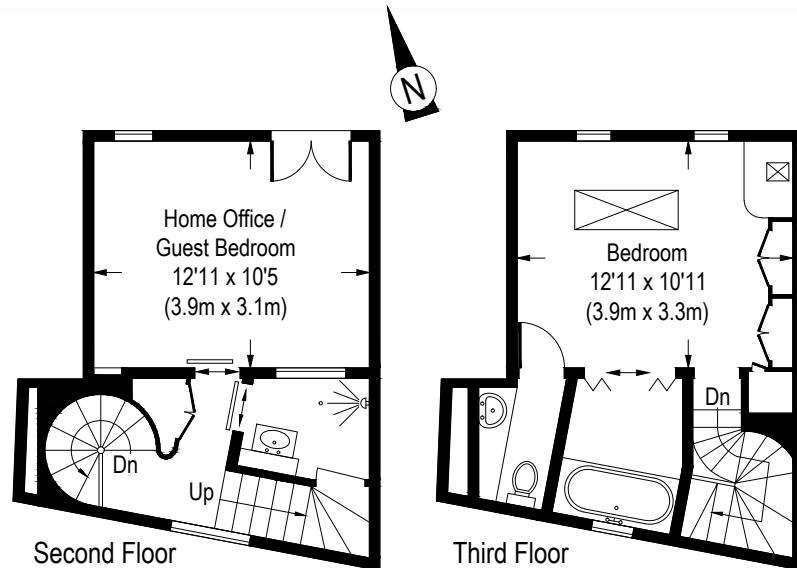 N
Home Office /
Guest Bedroom
12'11 x 10'5
(3.9m x 3.1m)
Dn
Up
Second Floor
Bedroom
12'11 x 10'11
(3.9m x 3.3m)
Dn
Third Floor